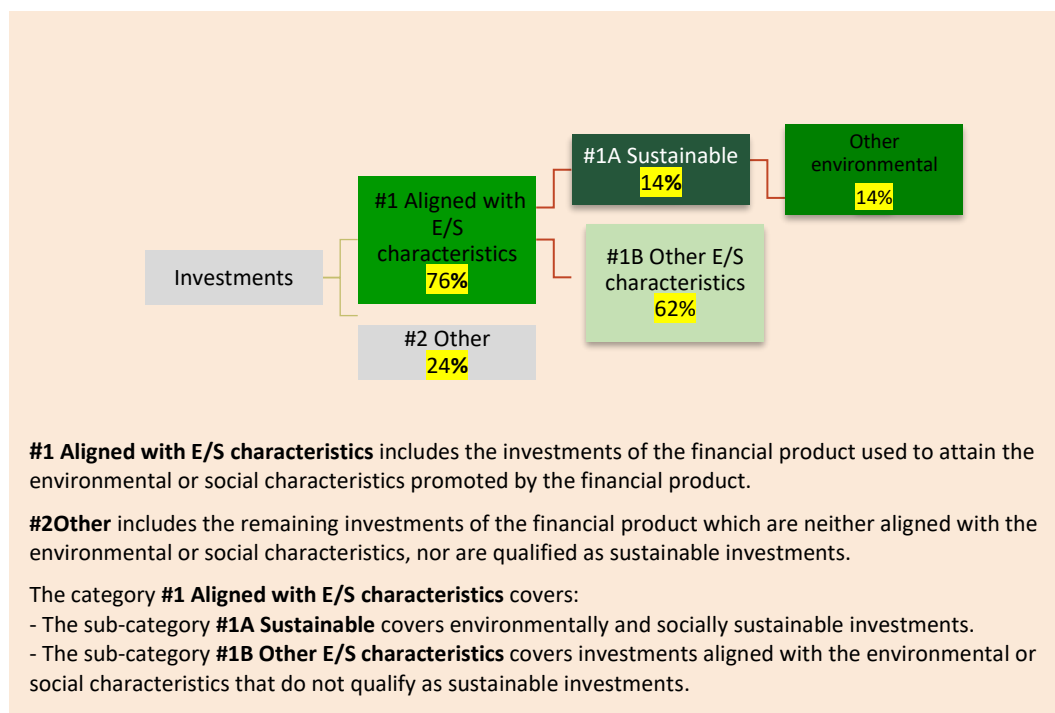 Investments
#1 Aligned with
E/S
characteristics
76%
#2 Other
24%
#1A Sustainable
14%
#1B Other E/S
characteristics
62%
Other
environmental
14%
#1 Aligned with E/S characteristics includes the investments of the financial product used to attain the
environmental or social characteristics promoted by the financial product.
#2Other includes the remaining investments of the financial product which are neither aligned with the
environmental or social characteristics, nor are qualified as sustainable investments.
The category #1 Aligned with E/S characteristics covers:
- The sub-category #1A Sustainable covers environmentally and socially sustainable investments.
- The sub-category #1B Other E/S characteristics covers investments aligned with the environmental or
social characteristics that do not qualify as sustainable investments.